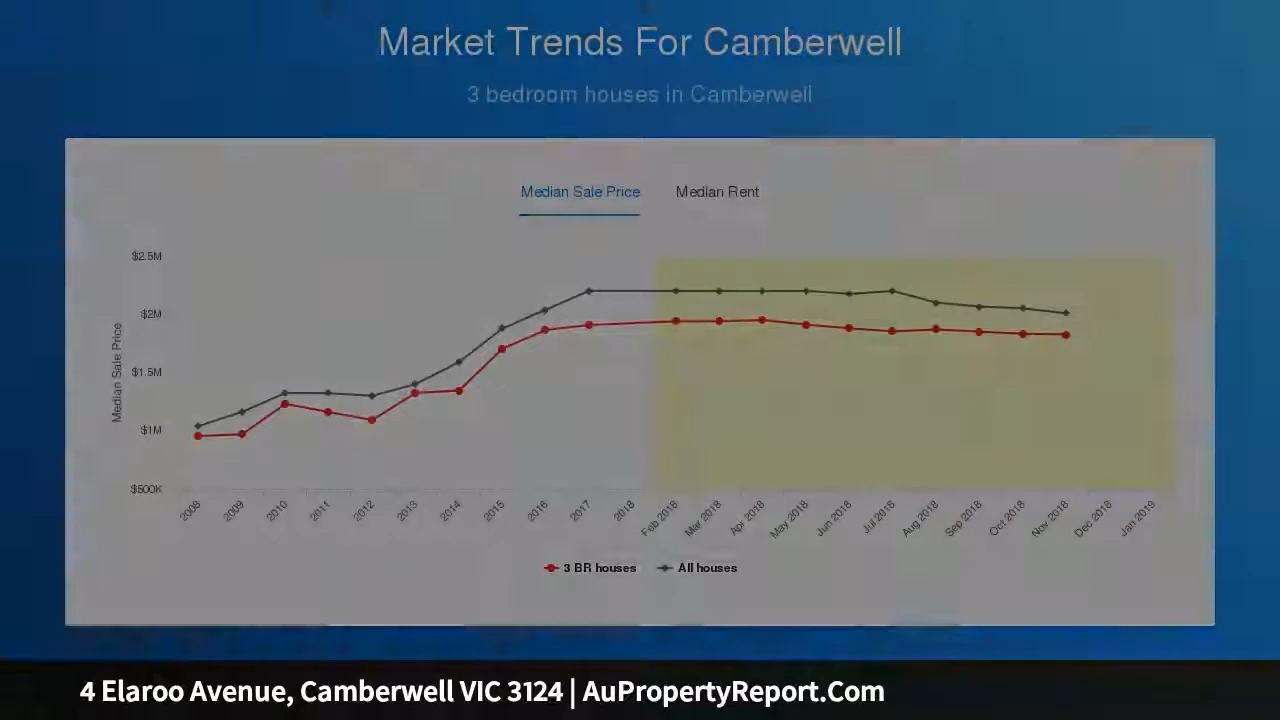 Market Trends For Camberwell
3 bedroom houses in Camberwell
Median Sale Price Median Rent
$2.5M
$2M
$1.5M
$1M
$500K
Median Sale Price
2008 2009 2010 2011 2012 2013 2014 2015 2016 2017 2018 Feb 2018 Mar 2018 Apr 2018 May 2018 Jun 2018 Jul 2018 Aug 2018 Sep 2018 Oct 2018 Nov 2018 Dec 2018 Jan 2019
3 BR houses All houses
4 Elaroo Avenue, Camberwell VIC 3124 | AuPropertyReport.Com